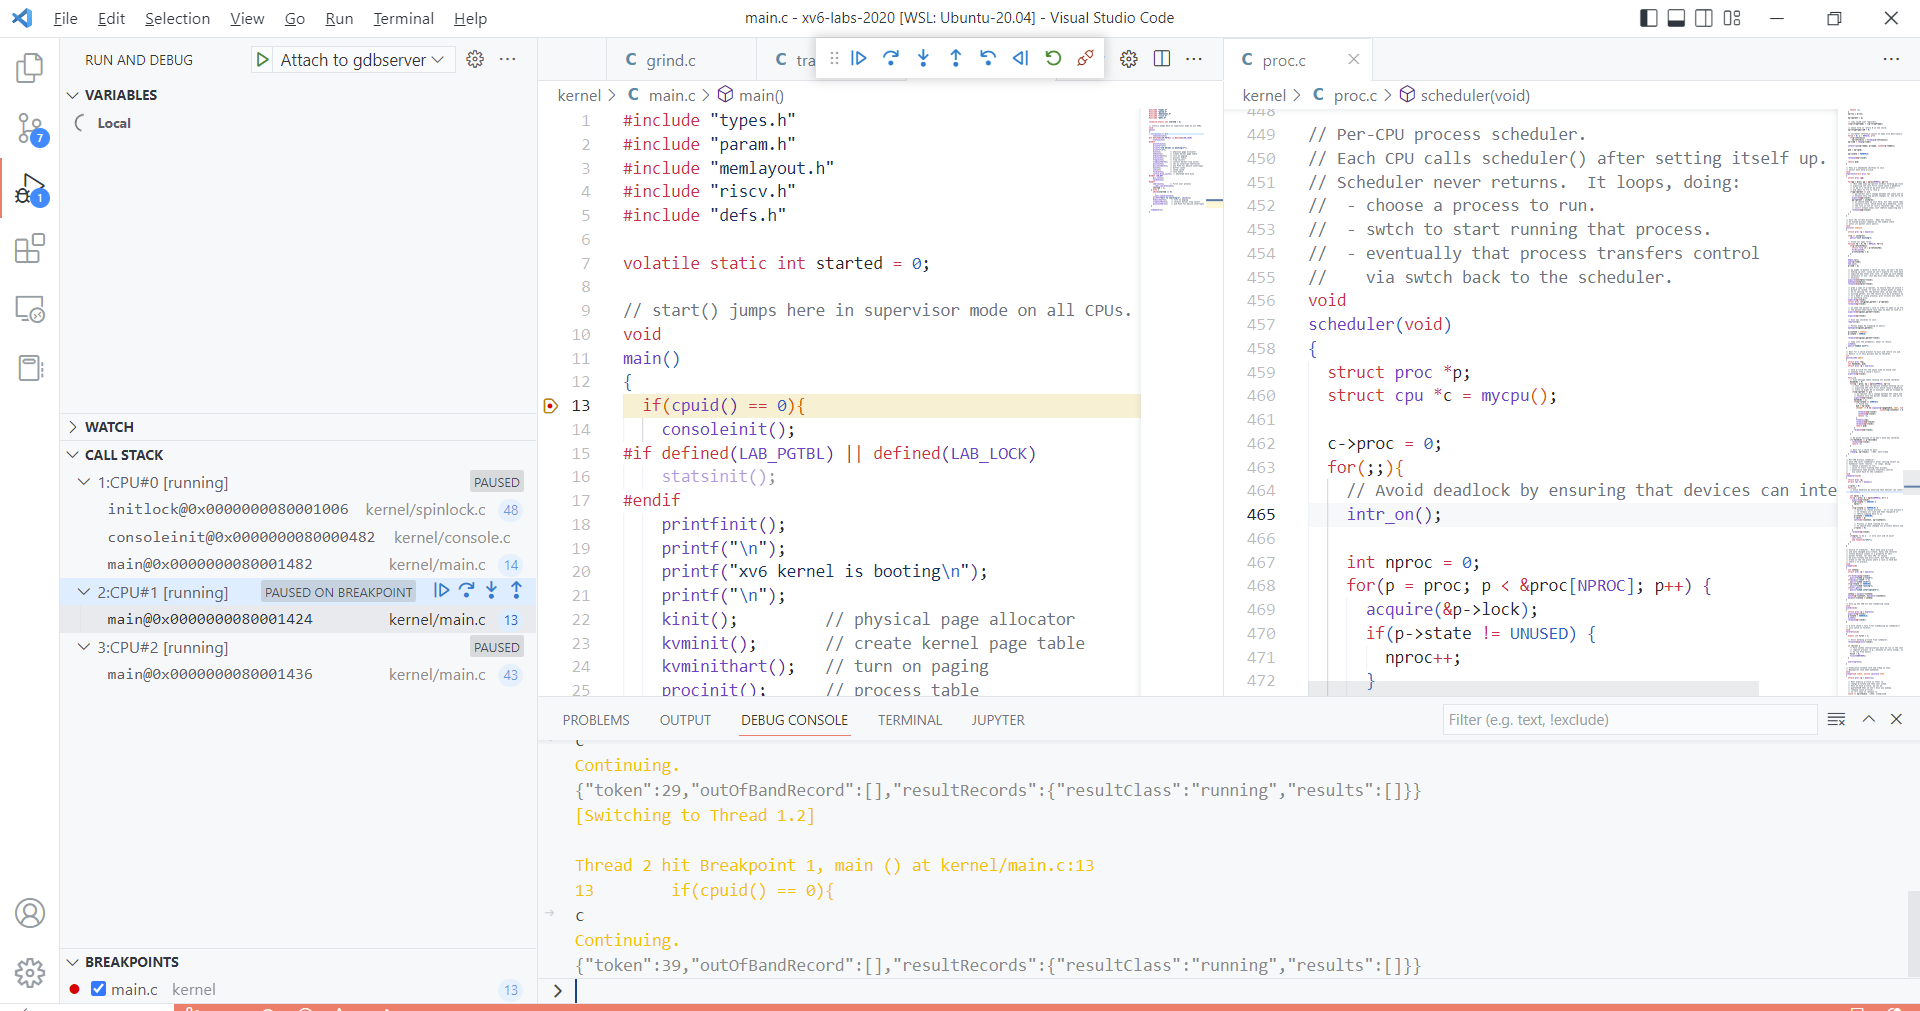 File Edit Selection View Go Run Terminal Help
main.c - xv6-labs-2020 [WSL: Ubuntu-20.04] - Visual Studio Code
RUN AND DEBUG
Attach to gdbserver
VARIABLES
Local
7
1
WATCH
CALL STACK
1:CPU#0 [running] PAUSED
initlock@0x0000000080001006 kernel/spinlock.c 48
consoleinit@0x0000000080000482 kernel/console.c
main@0x0000000080001482 kernel/main.c 14
2:CPU#1 [running] PAUSED ON BREAKPOINT
main@0x0000000080001424 kernel/main.c 13
3:CPU#2 [running] PAUSED
main@0x0000000080001436 kernel/main.c 43
BREAKPOINTS
main.c kernel 13
C grind.c
C tra
kernel > C main.c > main()
1 #include "types.h"
2 #include "param.h"
3 #include "memlayout.h"
4 #include "riscv.h"
5 #include "defs.h"
6
7 volatile static int started = 0;
8
9 // start() jumps here in supervisor mode on all CPUs.
10 void
11 main()
12 {
13 if(cpuid() == 0){
14 consoleinit();
15 #if defined(LAB_PGTBL) || defined(LAB_LOCK)
16 statsinit();
17 #endif
18 printfinit();
19 printf("\n");
20 printf("xv6 kernel is booting\n");
21 printf("\n");
22 kinit(); // physical page allocator
23 kvminit(); // create kernel page table
24 kvminithart(); // turn on paging
25 procinit(); // process table
C proc.c
kernel > C proc.c > scheduler(void)
448
449 // Per-CPU process scheduler.
450 // Each CPU calls scheduler() after setting itself up.
451 // Scheduler never returns. It loops, doing:
452 // - choose a process to run.
453 // - swtch to start running that process.
454 // - eventually that process transfers control
455 // via swtch back to the scheduler.
456 void
457 scheduler(void)
458 {
459 struct proc *p;
460 struct cpu *c = mycpu();
461
462 c->proc = 0;
463 for(;;){
464 // Avoid deadlock by ensuring that devices can inte
465 intr_on();
466
467 int nproc = 0;
468 for(p = proc; p < &proc[NPROC]; p++) {
469 acquire(&p->lock);
470 if(p->state != UNUSED) {
471 nproc++;
472 }
PROBLEMS OUTPUT DEBUG CONSOLE TERMINAL JUPYTER
Filter (e.g. text, !exclude)
c
Continuing.
{"token":29,"outOfBandRecord":[],"resultRecords":{"resultClass":"running","results":[]}}
[Switching to Thread 1.2]
Thread 2 hit Breakpoint 1, main () at kernel/main.c:13
13 if(cpuid() == 0){
c
Continuing.
{"token":39,"outOfBandRecord":[],"resultRecords":{"resultClass":"running","results":[]}}
>